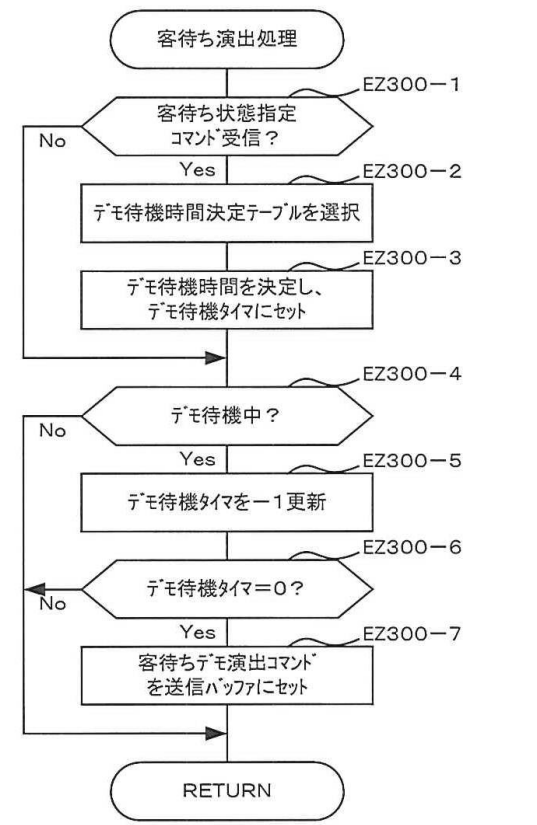 客待ち演出処理
EZ300－1
客待ち状態指定
コマンド受信？
No
Yes
EZ300－2
デモ待機時間決定テーブルを選択
EZ300－3
デモ待機時間を決定し、
デモ待機タイマにセット
EZ300－4
デモ待機中？
No
Yes
EZ300－5
デモ待機タイマを－1更新
EZ300－6
デモ待機タイマ＝0？
No
Yes
EZ300－7
客待ちデモ演出コマンド
を送信バッファにセット
RETURN